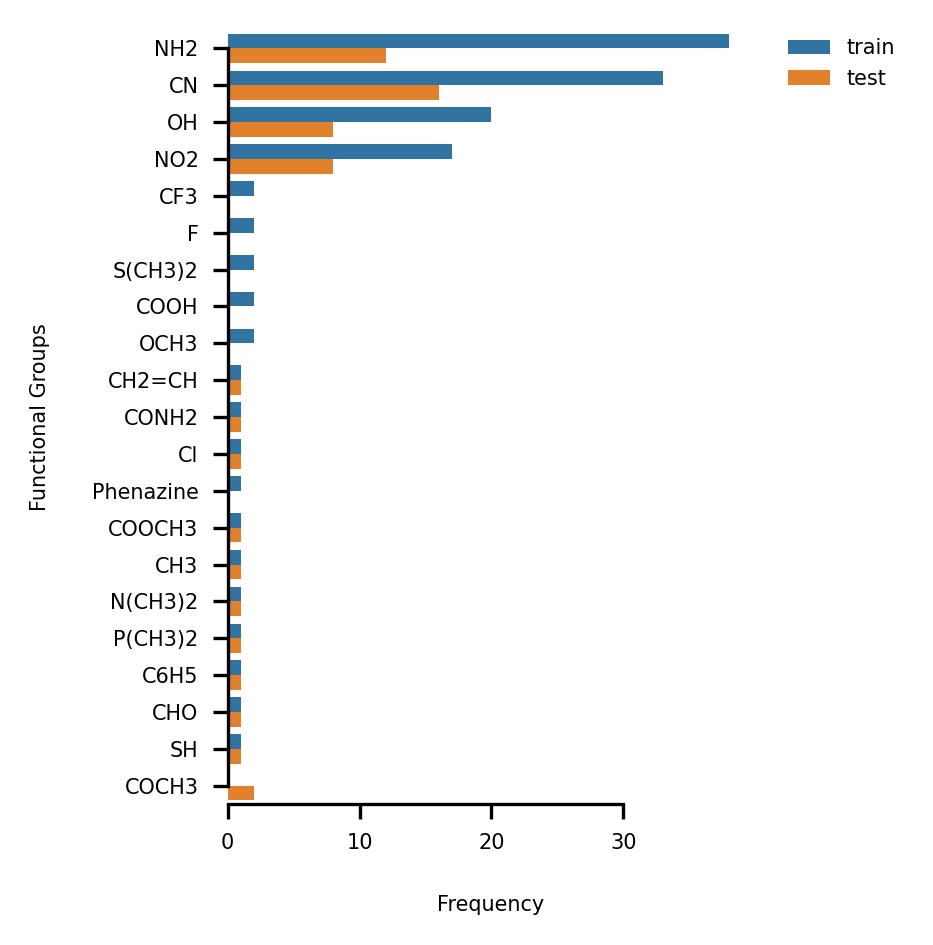 NH2
train
CN
test
OH
NO2
CF3
F
S(CH3)2
COOH
OCH3
CH2=CH
CONH2
Cl
Phenazine
COOCH3
CH3
N(CH3)2
P(CH3)2
C6H5
CHO
SH
COCH3
Functional Groups
0 10 20 30
Frequency